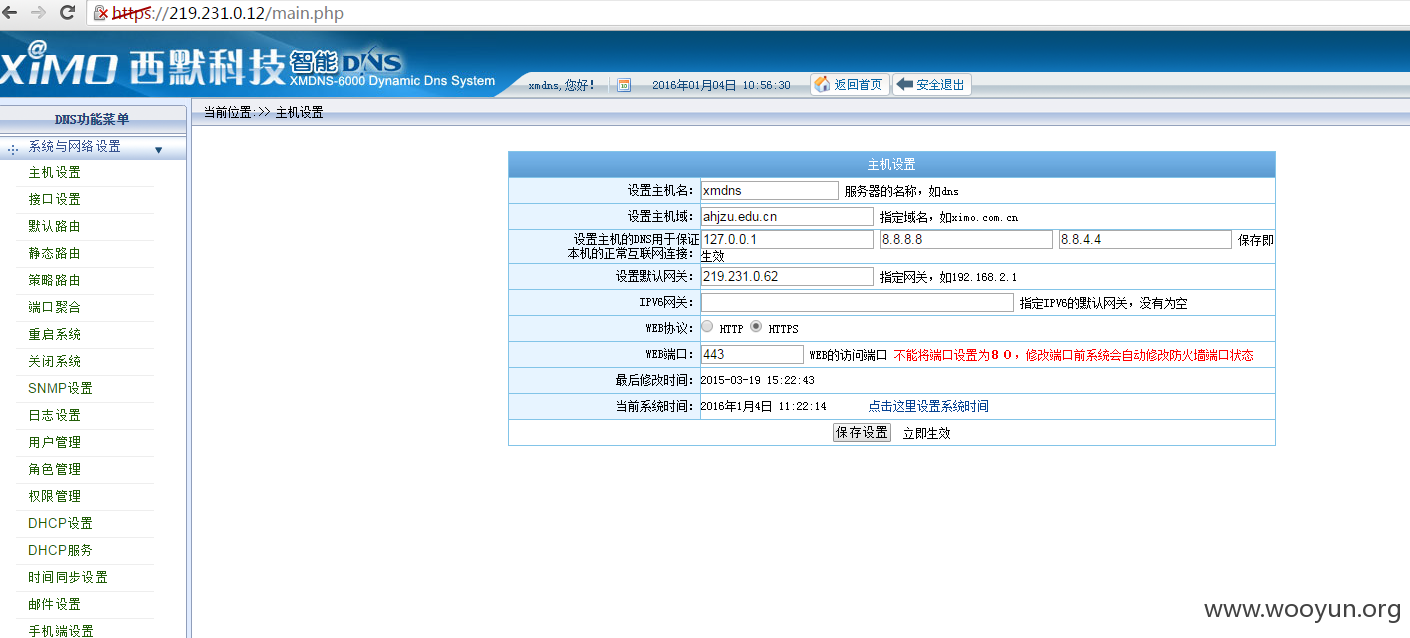 https://219.231.0.12/main.php
XiMO 西默科技 智能DNS
XMDNS-6000 Dynamic Dns System
xmdns,您好! 2016年01月04日 10:56:30 返回首页 安全退出
DNS功能菜单
当前位置:>> 主机设置
系统与网络设置
主机设置
接口设置
默认路由
静态路由
策略路由
端口聚合
重启系统
关闭系统
SNMP设置
日志设置
用户管理
角色管理
权限管理
DHCP设置
DHCP服务
时间同步设置
邮件设置
手机端设置
主机设置
设置主机名: xmdns 服务器的名称，如dns
设置主机域: ahjzu.edu.cn 指定域名，如ximo.com.cn
设置主机的DNS用于保证本机的正常互联网连接: 127.0.0.1 8.8.8.8 8.8.4.4 保存即生效
设置默认网关: 219.231.0.62 指定网关，如192.168.2.1
IPV6网关: 指定IPV6的默认网关，没有为空
WEB协议: HTTP HTTPS
WEB端口: 443 WEB的访问端口 不能将端口设置为８０，修改端口前系统会自动修改防火墙端口状态
最后修改时间: 2015-03-19 15:22:43
当前系统时间: 2016年1月4日 11:22:14 点击这里设置系统时间
保存设置 立即生效
www.wooyun.org